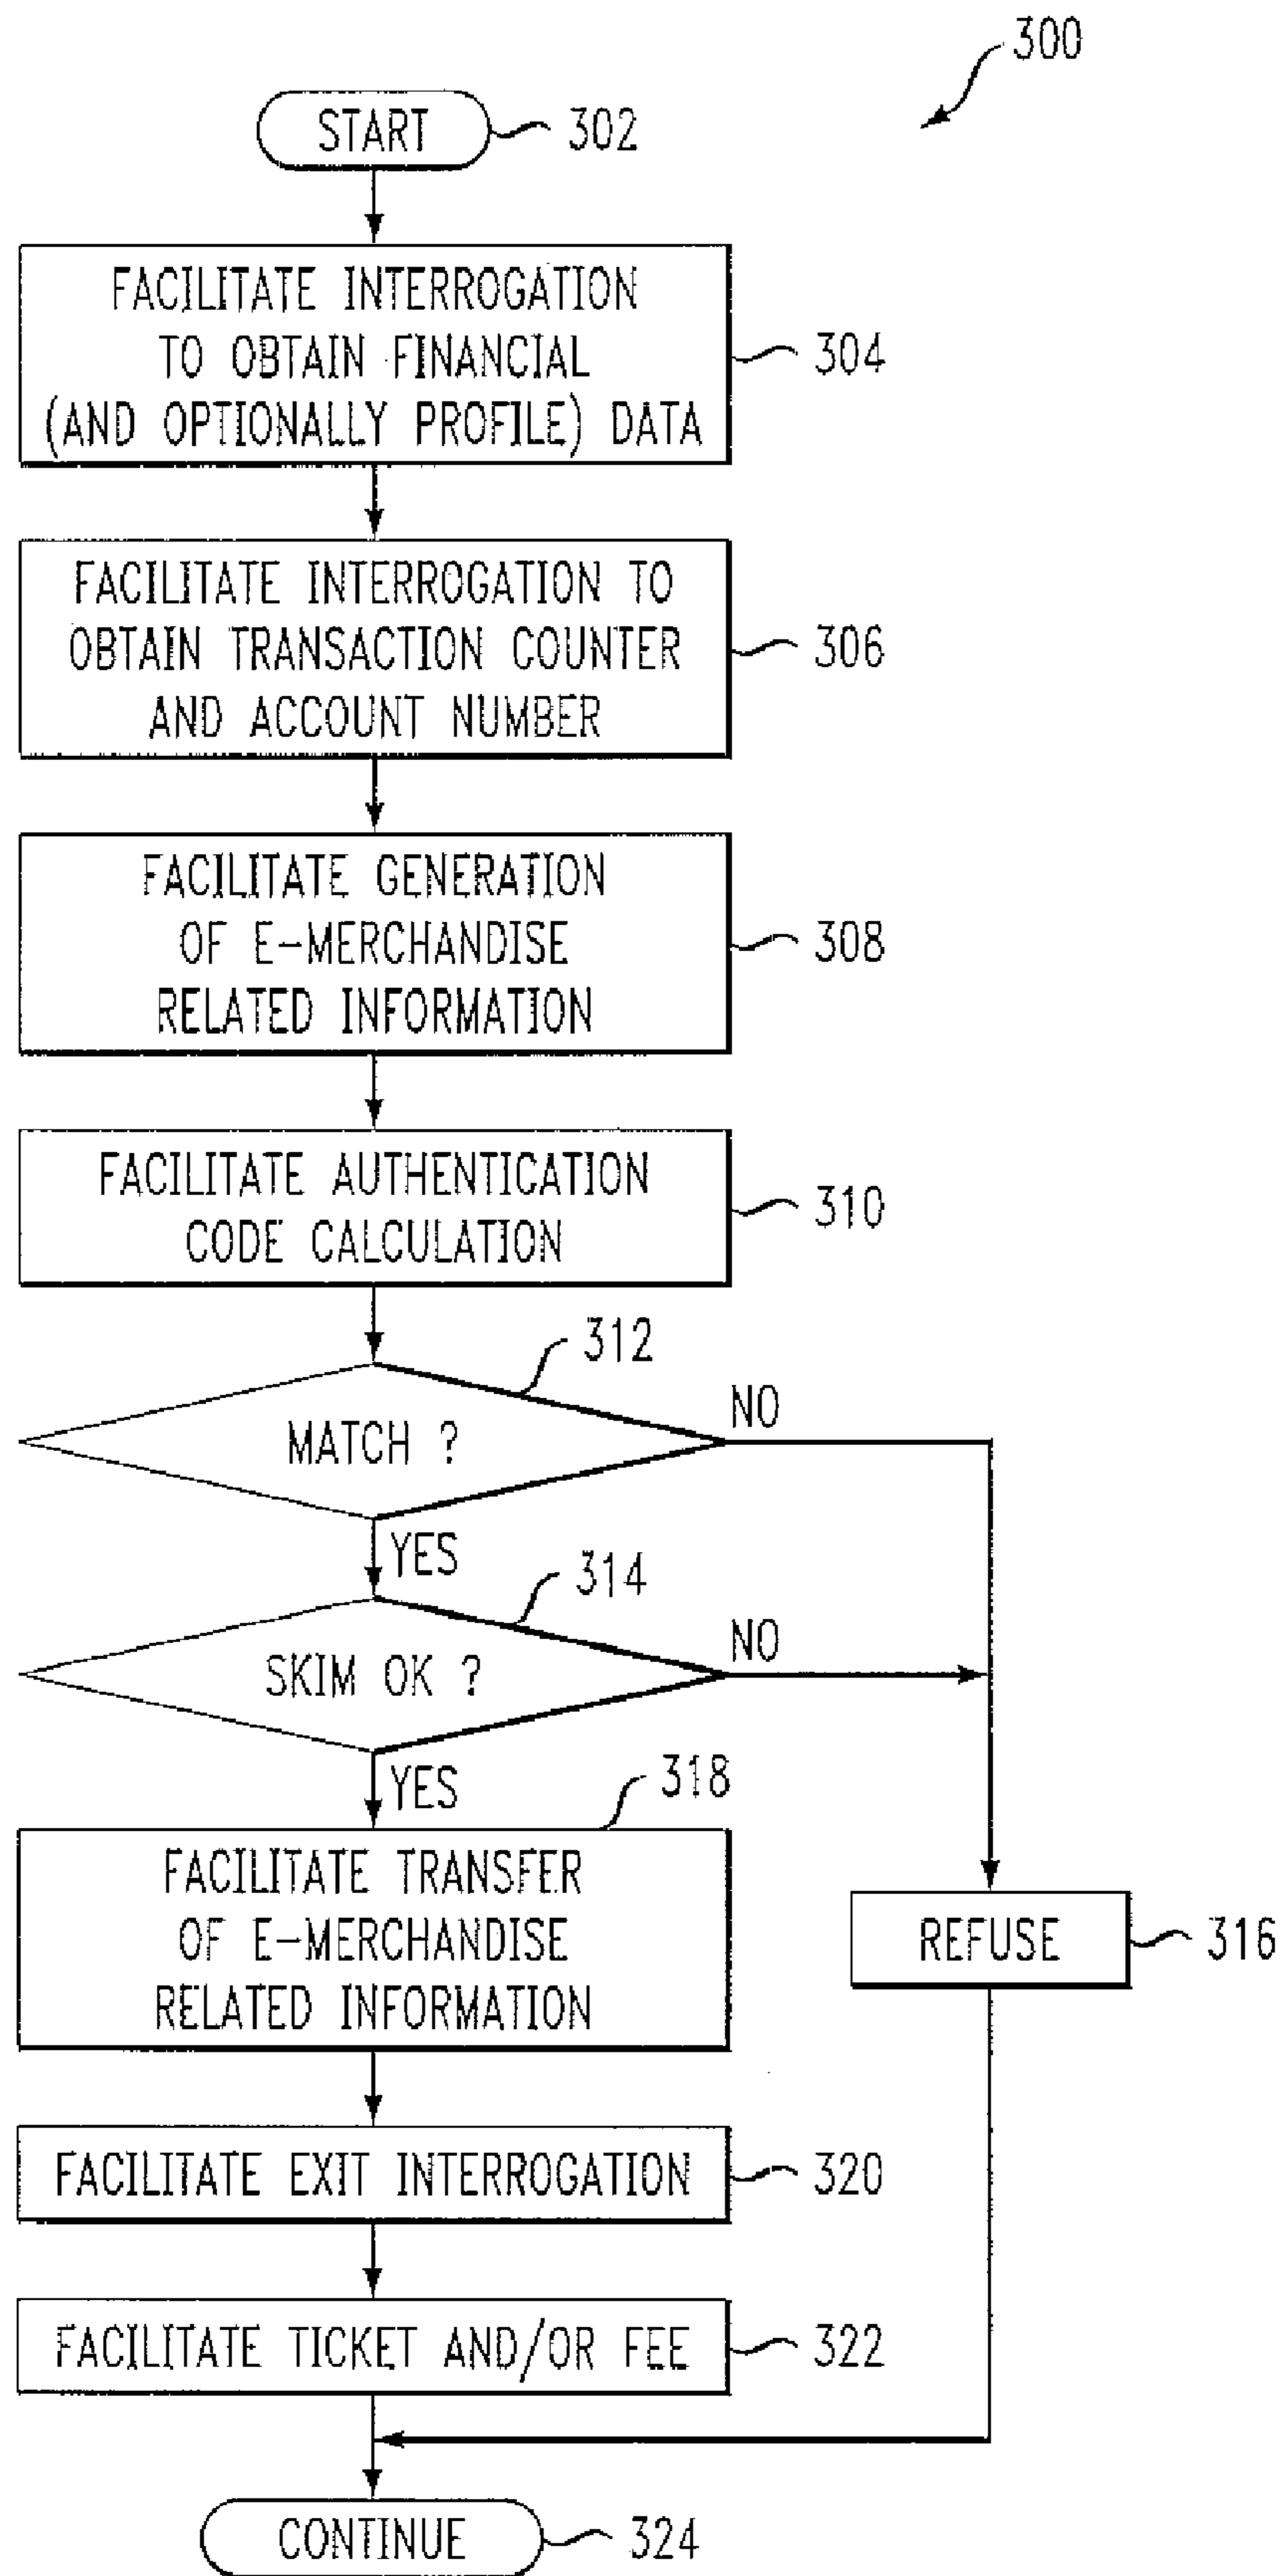 300
START
302
FACILITATE INTERROGATION
TO OBTAIN FINANCIAL
(AND OPTIONALLY PROFILE) DATA
304
FACILITATE INTERROGATION TO
OBTAIN TRANSACTION COUNTER
AND ACCOUNT NUMBER
306
FACILITATE GENERATION
OF E-MERCHANDISE
RELATED INFORMATION
308
FACILITATE AUTHENTICATION
CODE CALCULATION
310
312
MATCH ?
NO
YES
314
SKIM OK ?
NO
YES
318
FACILITATE TRANSFER
OF E-MERCHANDISE
RELATED INFORMATION
REFUSE
316
FACILITATE EXIT INTERROGATION
320
FACILITATE TICKET AND/OR FEE
322
CONTINUE
324